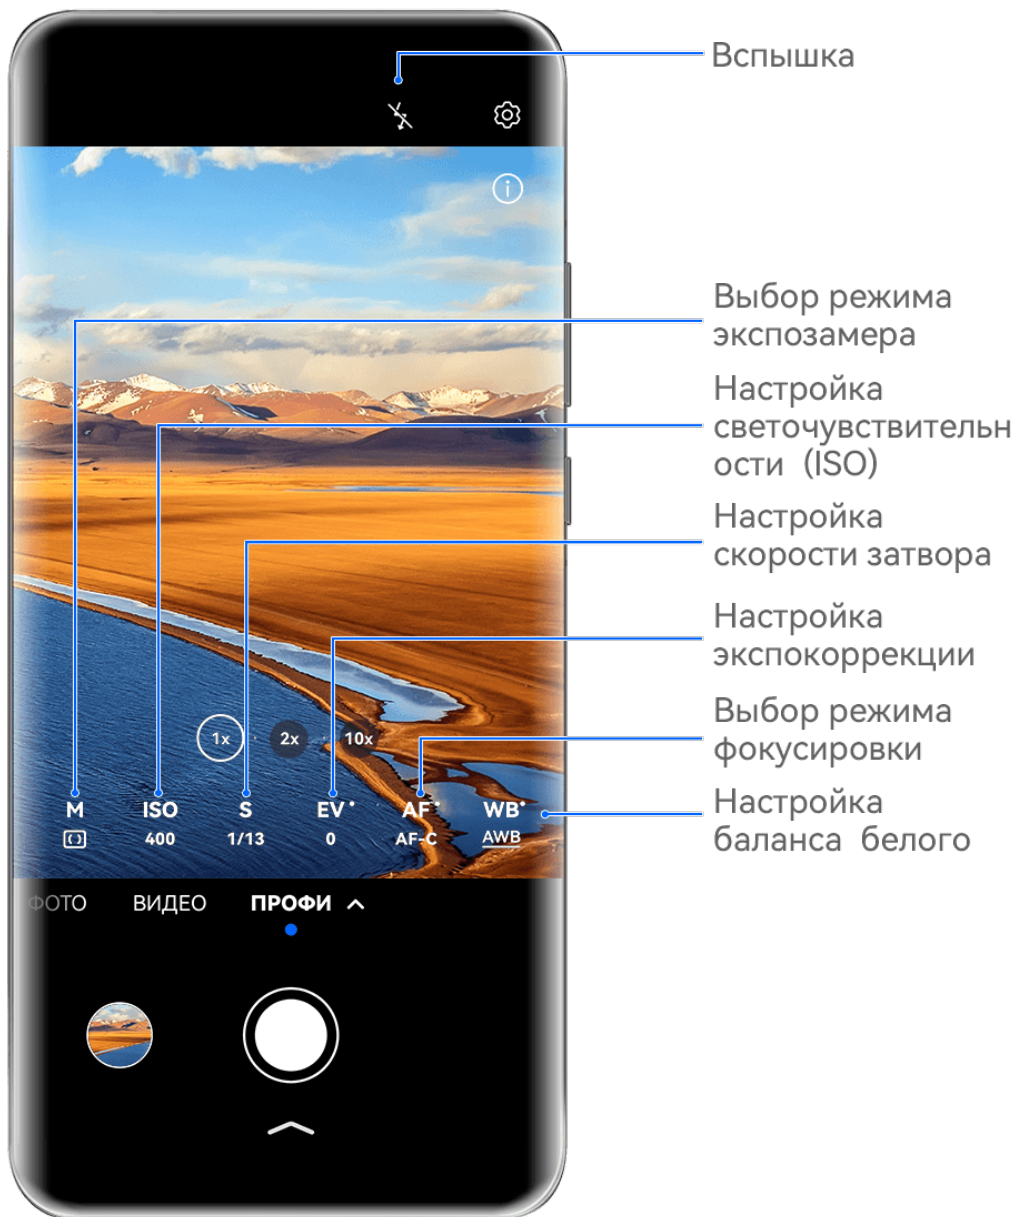 Вспышка
Выбор режима
экспозамера
Настройка
светочувствительн
ости (ISO)
Настройка
скорости затвора
Настройка
экспокоррекции
Выбор режима
фокусировки
Настройка
баланса белого
1x 2x 10x
M ISO S EV AF WB
400 1/13 0 AF-C AWB
ФОТО ВИДЕО ПРОФИ